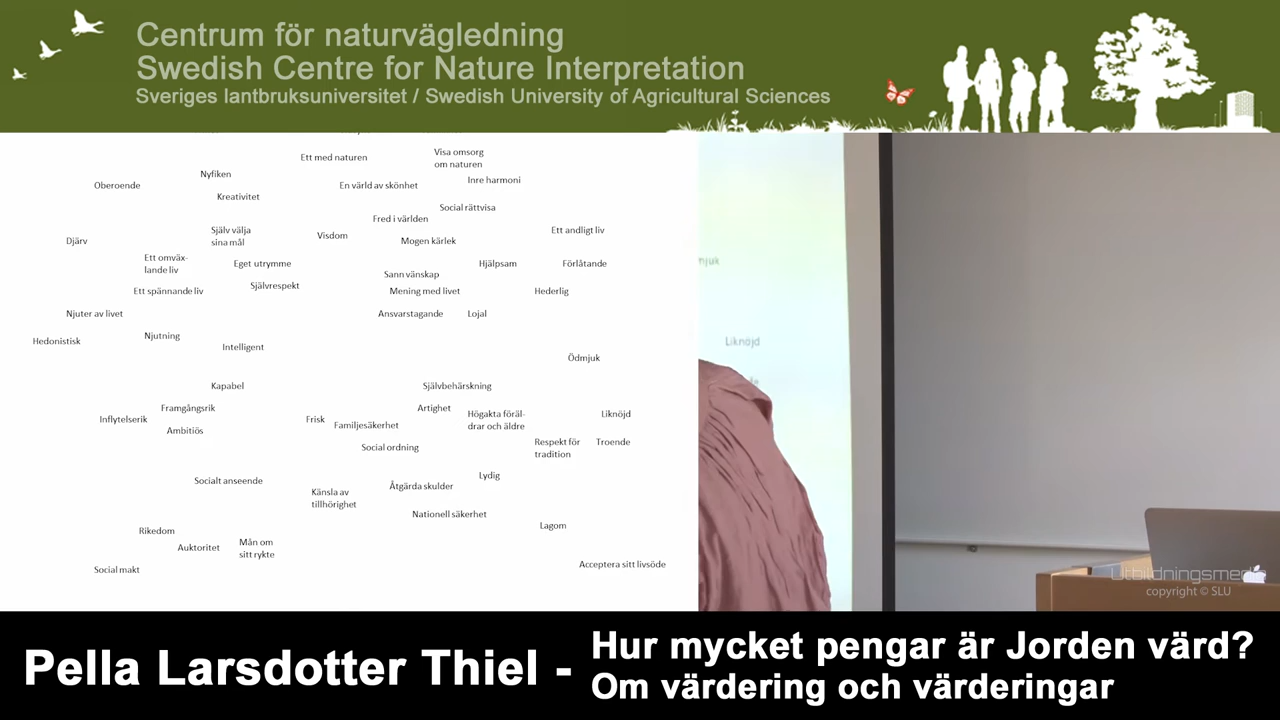 Centrum för naturvägledning
Swedish Centre for Nature Interpretation
Sveriges lantbruksuniversitet / Swedish University of Agricultural Sciences
Ett med naturen
Visa omsorg
om naturen
Nyfiken
Inre harmoni
Oberoende
En värld av skönhet
Kreativitet
Social rättvisa
Fred i världen
Själv välja
sina mål
Visdom
Mogen kärlek
Ett andligt liv
Djärv
Ett omväx-
lande liv
Eget utrymme
Hjälpsam
Förlåtande
Sann vänskap
Självrespekt
Ett spännande liv
Mening med livet
Hederlig
Njuter av livet
Ansvarstagande
Lojal
Njutning
Hedonistisk
Intelligent
Ödmjuk
Kapabel
Självbehärskning
Framgångsrik
Artighet
Inflytelserik
Frisk
Familjesäkerhet
Högakta föräl-
drar och äldre
Liknöjd
Ambitiös
Social ordning
Respekt för
tradition
Troende
Socialt anseende
Lydig
Åtgärda skulder
Känsla av
tillhörighet
Nationell säkerhet
Lagom
Rikedom
Auktoritet
Mån om
sitt rykte
Social makt
Acceptera sitt livsöde
Liknöjd
copyright © SLU
Pella Larsdotter Thiel -
Hur mycket pengar är Jorden värd?
Om värdering och värderingar